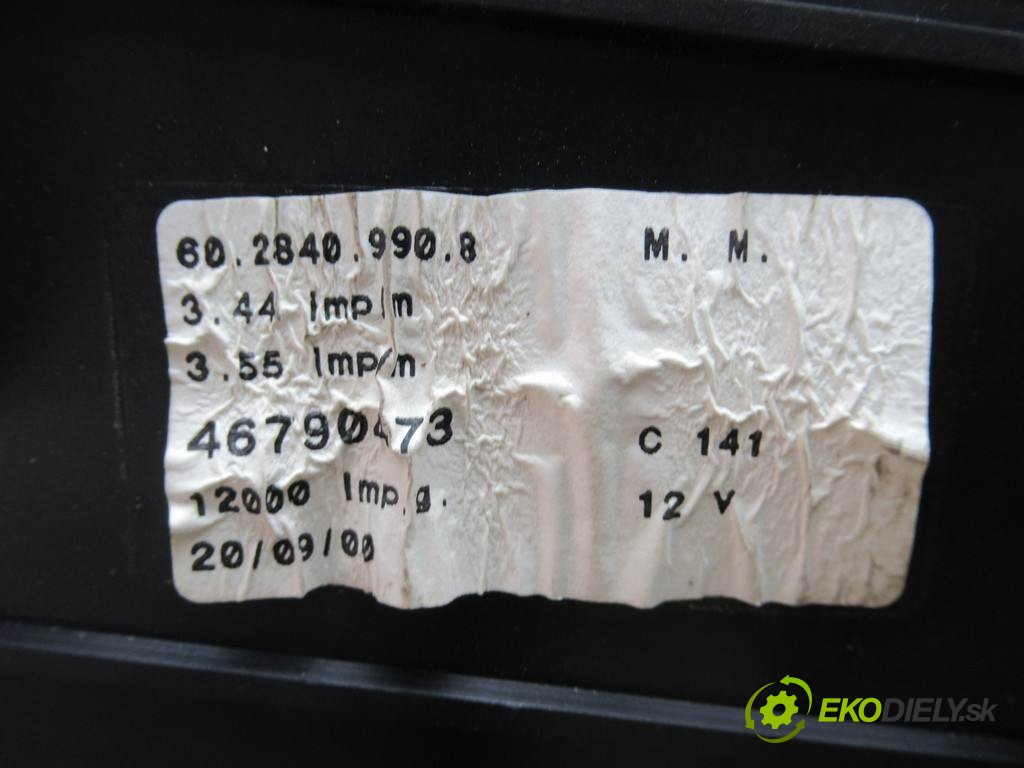 60.2840.990.8 M. M.
3.44 Imp/m
3.55 Imp/m
46790473 C 141
12000 Imp.g. 12 V
20/09/00
EKODIELY.sk